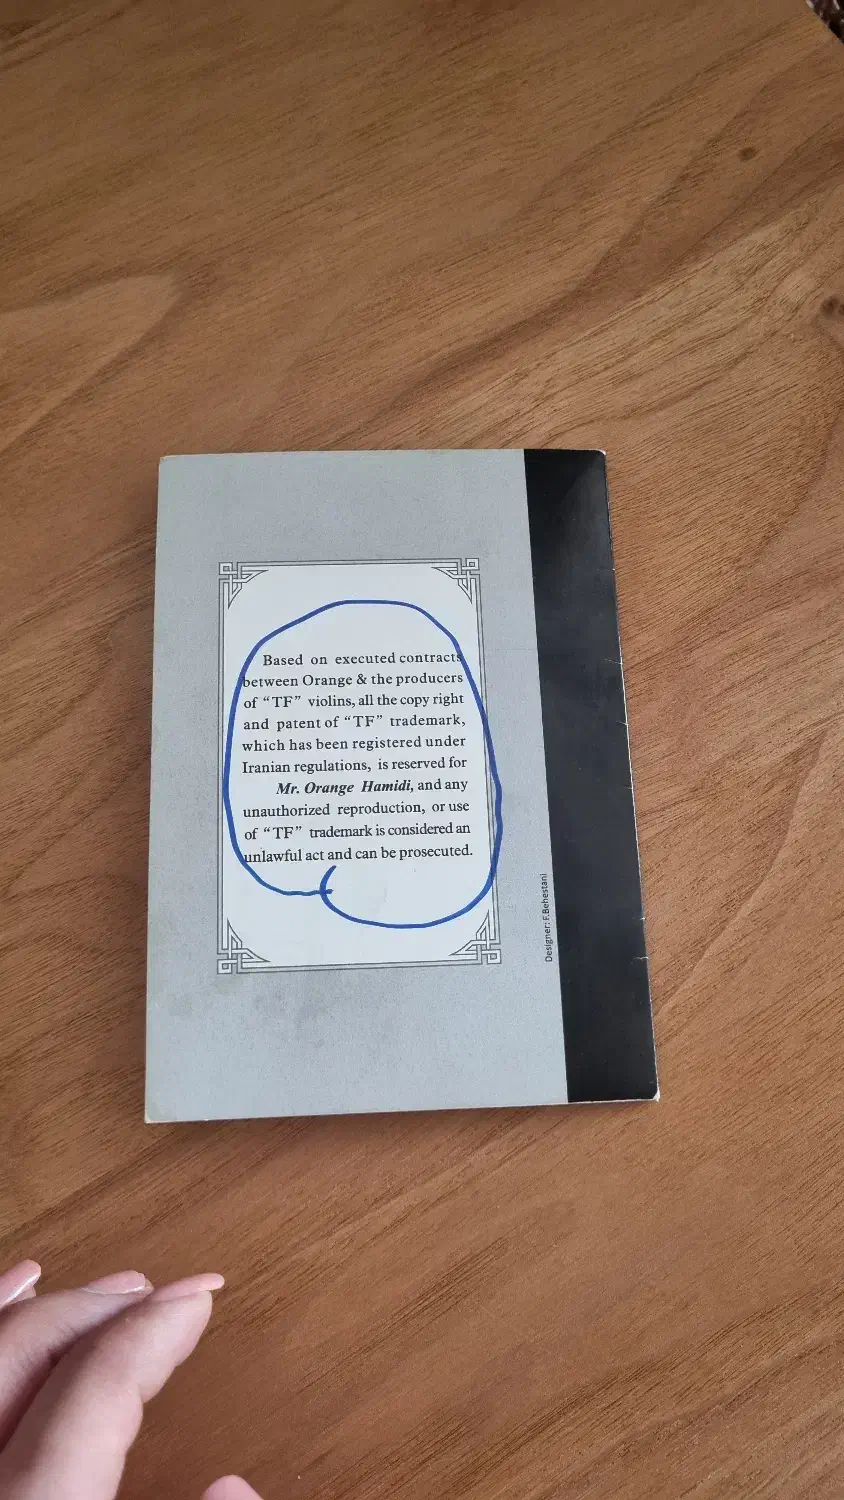 Based on executed contracts
between Orange & the producers
of "TF" violins, all the copy right
and patent of "TF" trademark,
which has been registered under
Iranian regulations, is reserved for
Mr. Orange Hamidi, and any
unauthorized reproduction, or use
of "TF" trademark is considered an
unlawful act and can be prosecuted.
Designer: F.Behestani